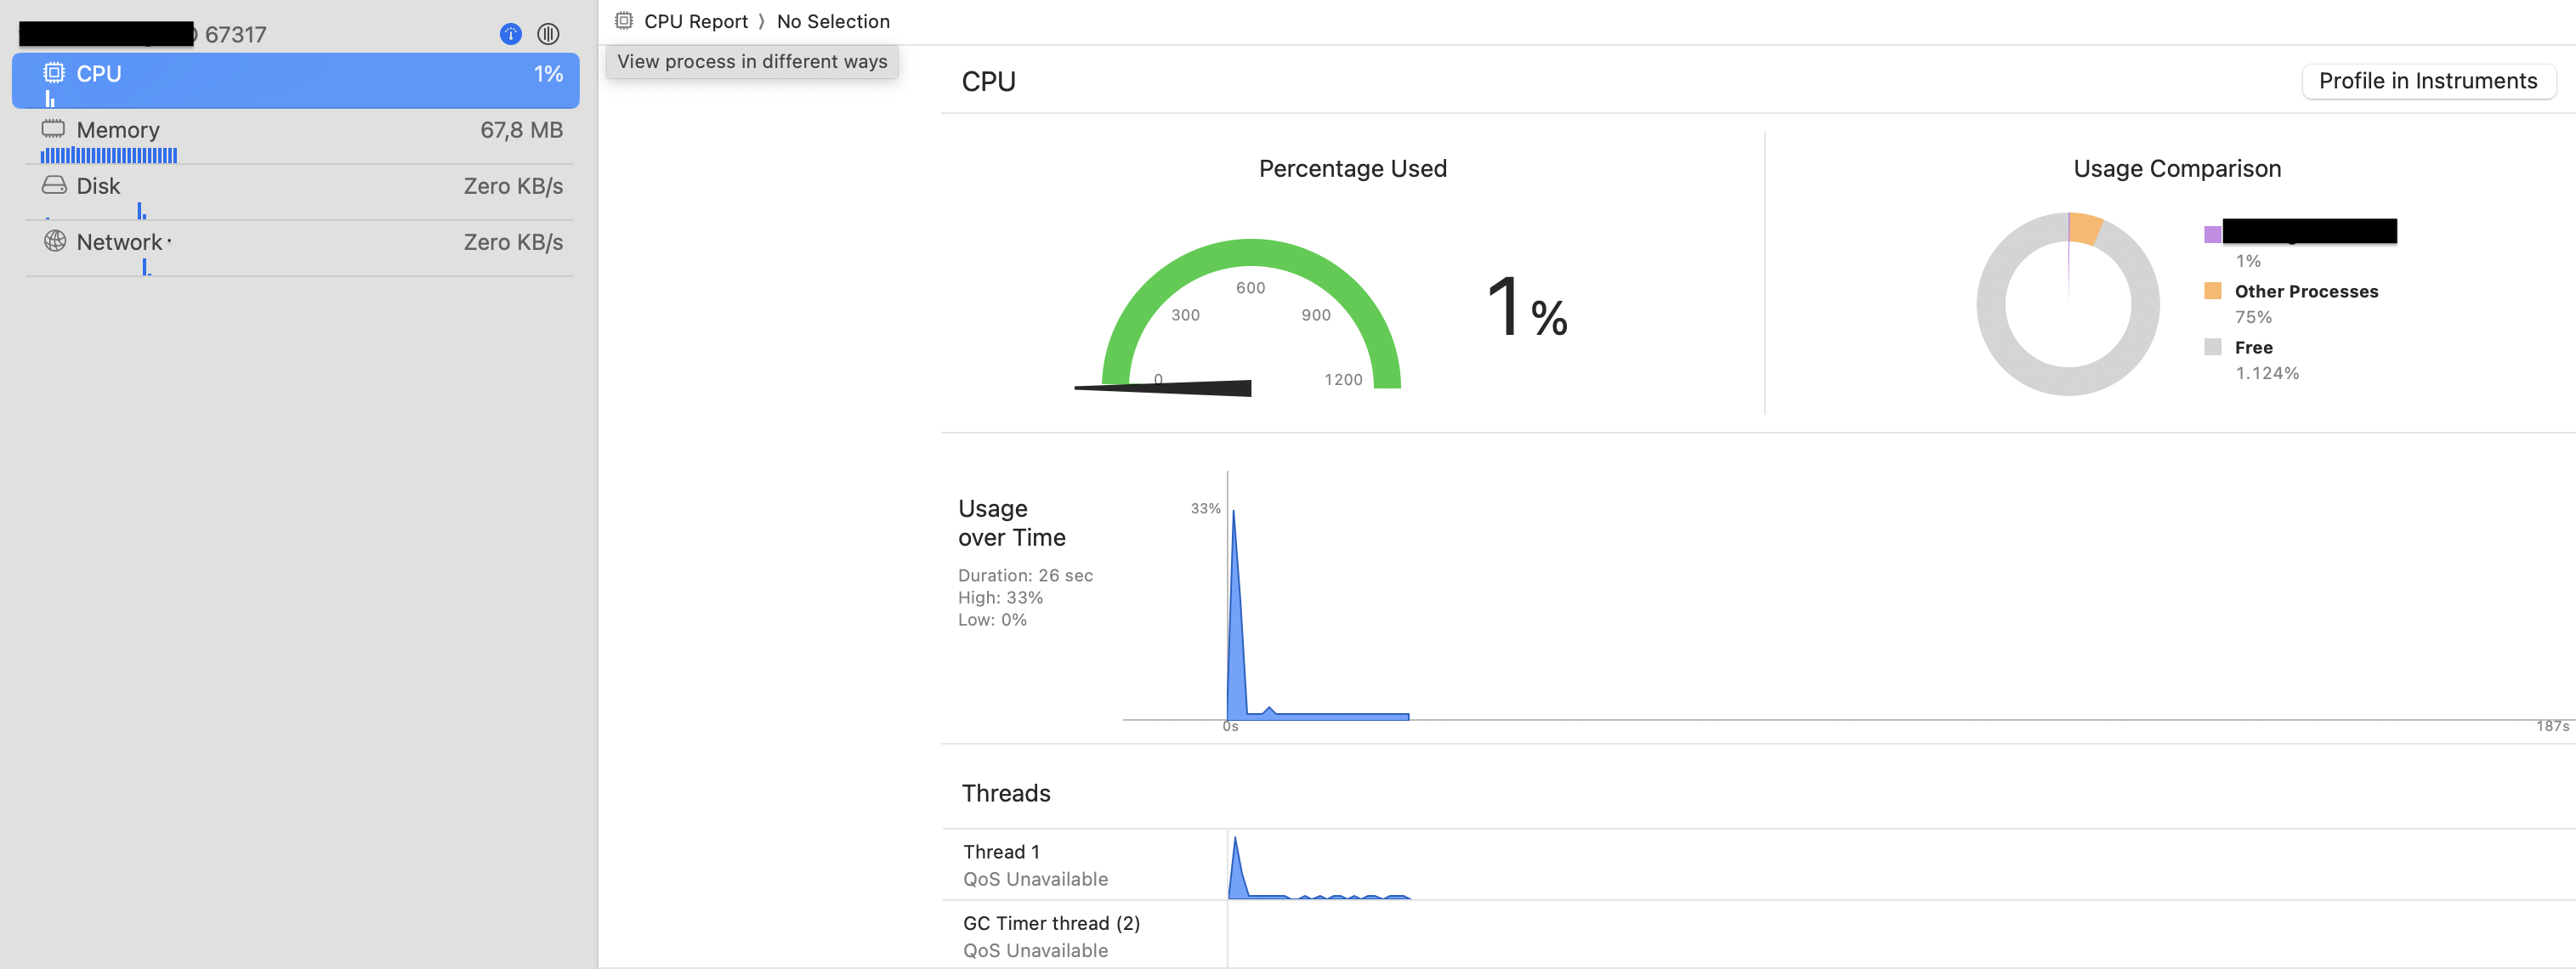 67317
CPU 1%
Memory 67,8 MB
Disk Zero KB/s
Network Zero KB/s
CPU Report ⟩ No Selection
View process in different ways
CPU
Profile in Instruments
Percentage Used
0
300
600
900
1200
1%
Usage Comparison
1%
Other Processes
75%
Free
1.124%
Usage
over Time
Duration: 26 sec
High: 33%
Low: 0%
33%
0s
187s
Threads
Thread 1
QoS Unavailable
GC Timer thread (2)
QoS Unavailable